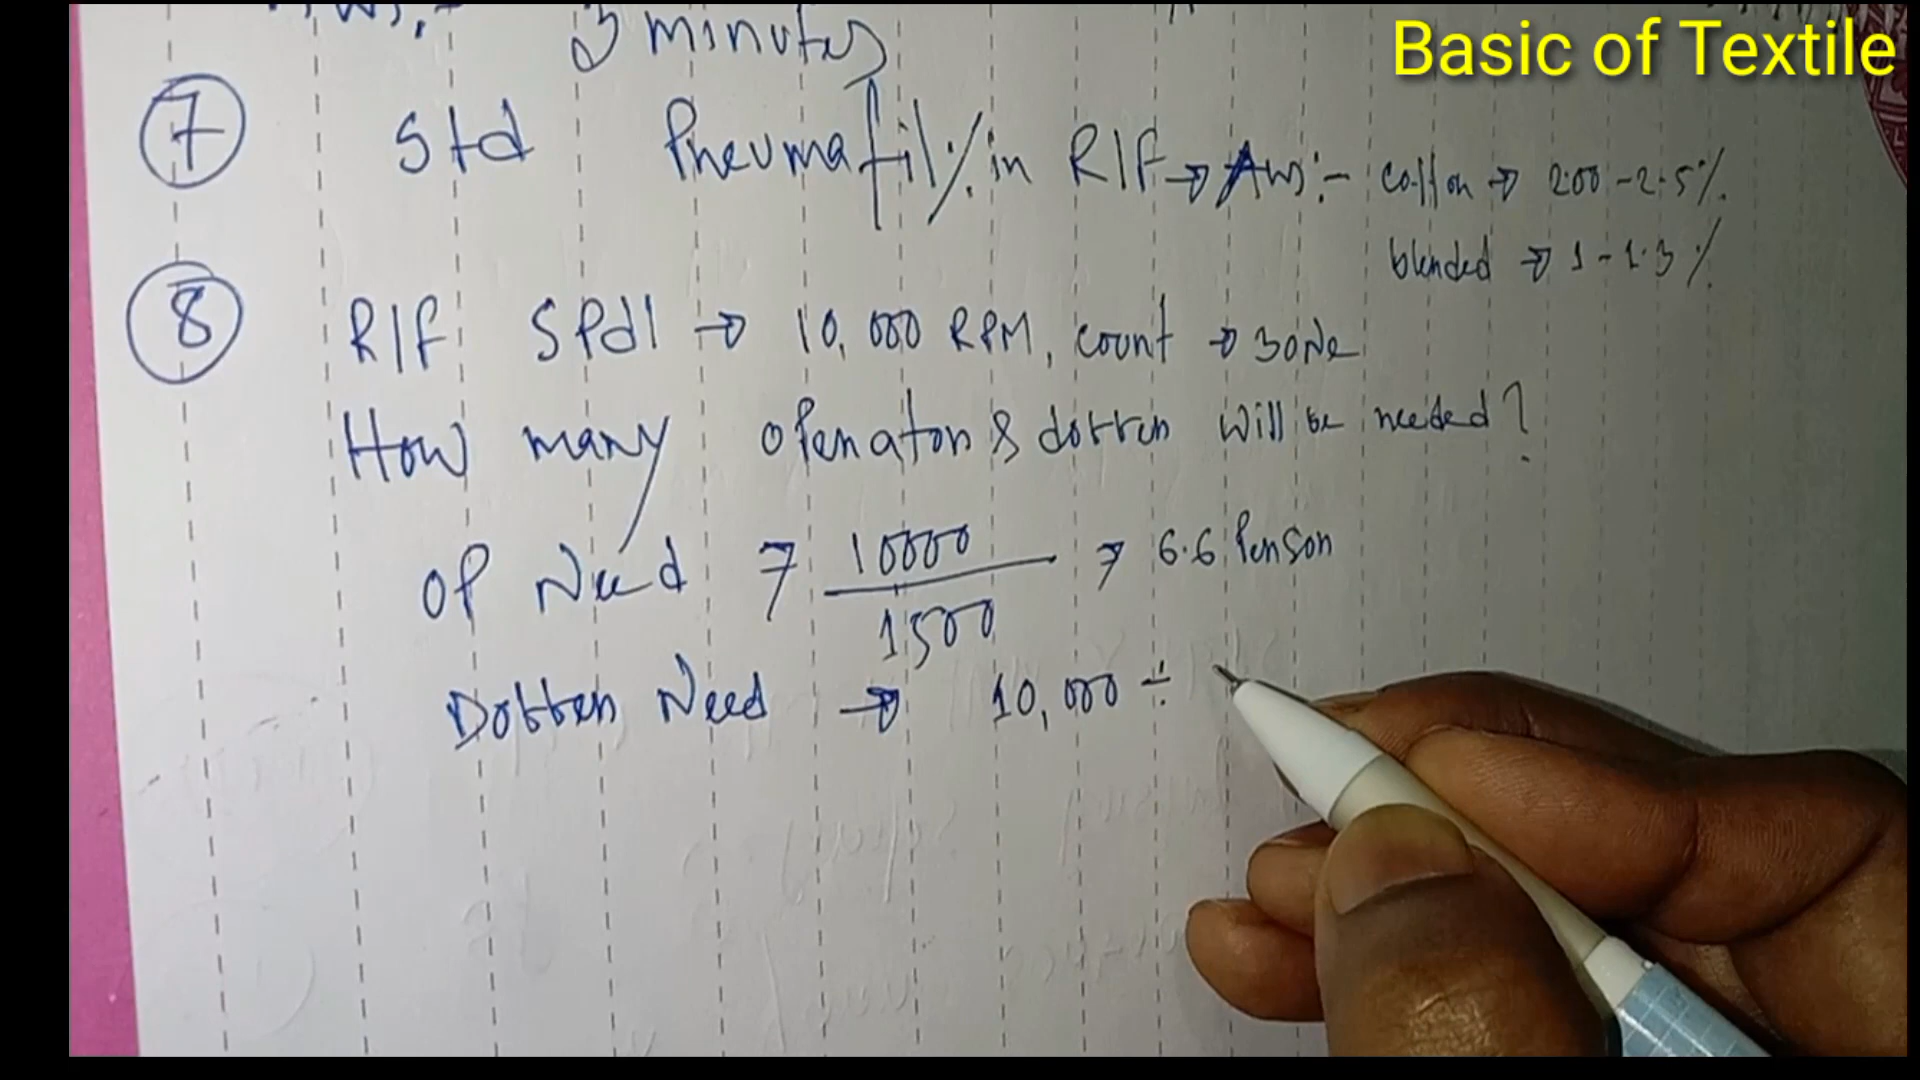 Basic of Textile
3 minutes
7 Std Pneumafil % in R/F → Ans:- cotton → 2.00 - 2.5%
blended → 1 - 1.3%
8 R/F Spdl → 10,000 RPM, count → 30Ne
How many operator & doffer will be needed?
OP Need → 10000 / 1500 → 6.6 Person
Doffer Need → 10,000 ÷